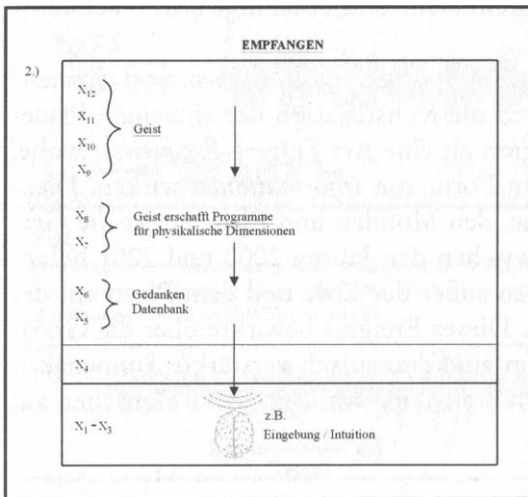 EMPFANGEN
2.)
X₁₂
X₁₁
X₁₀
X₉
Geist
X₈
X₇
Geist erschafft Programme
für physikalische Dimensionen
X₆
X₅
Gedanken
Datenbank
X₄
X₁ - X₃
z.B.
Eingebung / Intuition